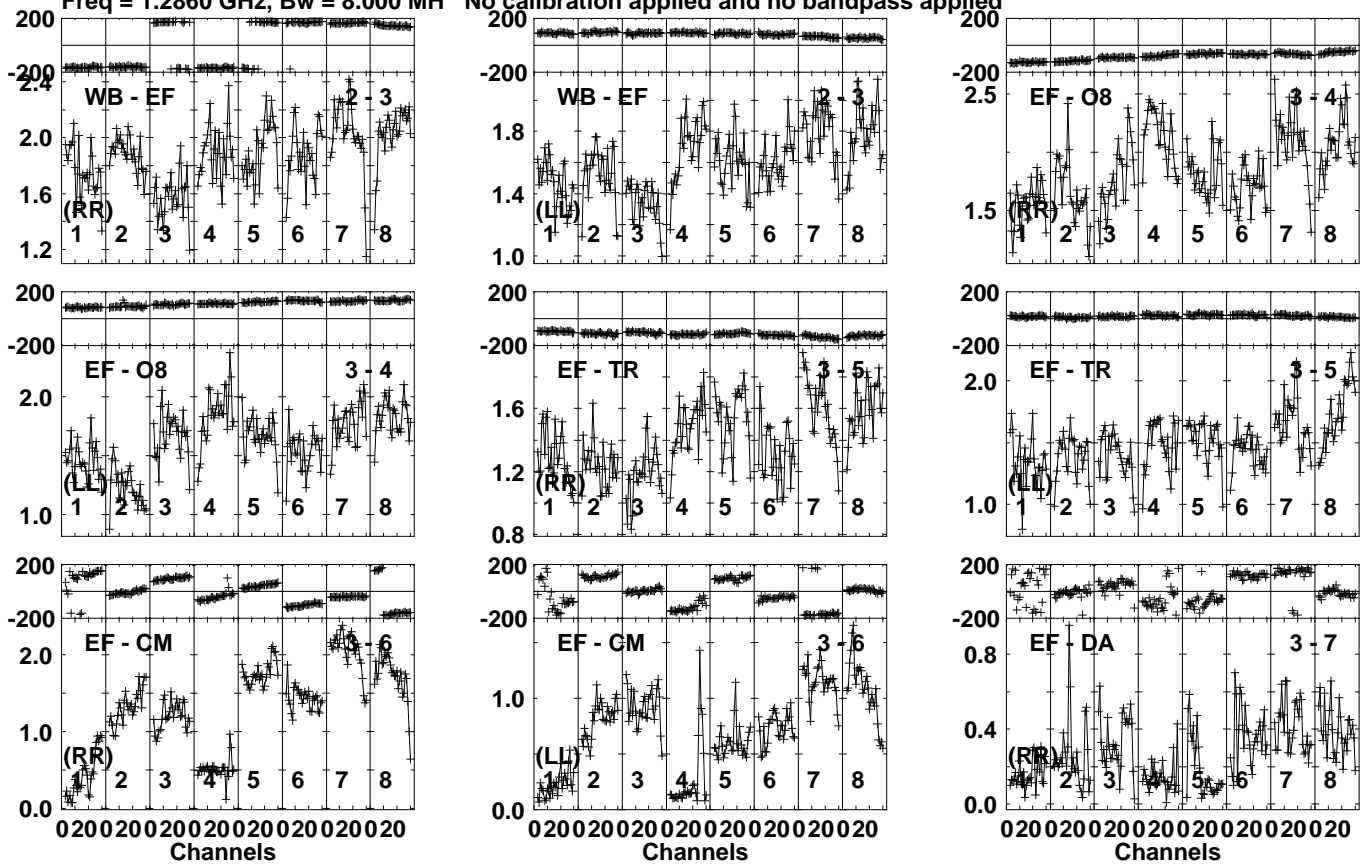 Freq = 1.2860 GHz, Bw = 8.000 MH No calibration applied and no bandpass applied
200
-200
2.4
2.0
1.6
1.2
WB - EF
2 - 3
(RR)
1 2 3 4 5 6 7 8
200
-200
1.8
1.4
1.0
WB - EF
2 - 3
(LL)
1 2 3 4 5 6 7 8
200
-200
2.5
1.5
EF - O8
3 - 4
(RR)
1 2 3 4 5 6 7 8
200
-200
2.0
1.0
EF - O8
3 - 4
(LL)
1 2 3 4 5 6 7 8
200
-200
1.6
1.2
0.8
EF - TR
3 - 5
(RR)
1 2 3 4 5 6 7 8
200
-200
2.0
1.0
EF - TR
3 - 5
(LL)
1 2 3 4 5 6 7 8
200
-200
2.0
1.0
0.0
EF - CM
3 - 6
(RR)
1 2 3 4 5 6 7 8
0 20 0 20 0 20 0 20 0 20 0 20 0 20 0 20
Channels
200
-200
1.0
0.0
EF - CM
3 - 6
(LL)
1 2 3 4 5 6 7 8
0 20 0 20 0 20 0 20 0 20 0 20 0 20 0 20
Channels
200
-200
0.8
0.4
0.0
EF - DA
3 - 7
(RR)
1 2 3 4 5 6 7 8
0 20 0 20 0 20 0 20 0 20 0 20 0 20 0 20
Channels